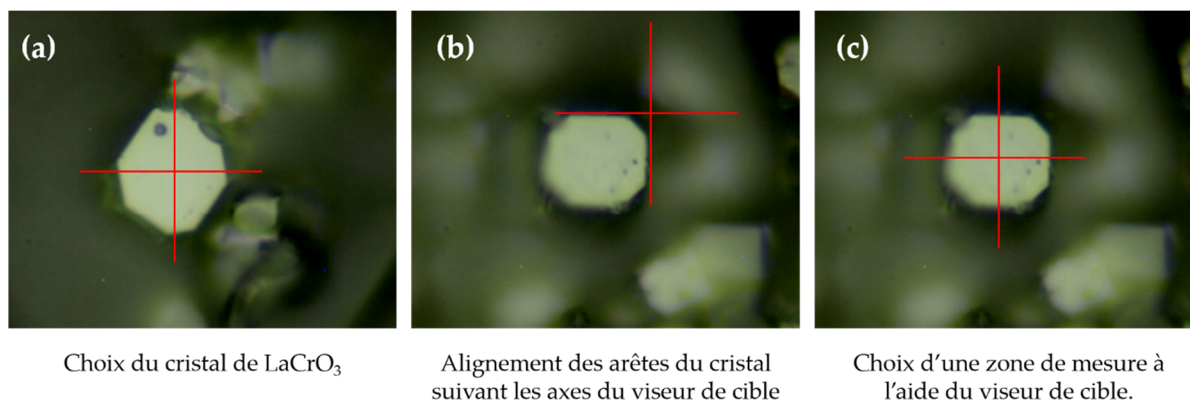 (a)
(b)
(c)
Choix du cristal de LaCrO₃
Alignement des arêtes du cristal
suivant les axes du viseur de cible
Choix d’une zone de mesure à
l’aide du viseur de cible.